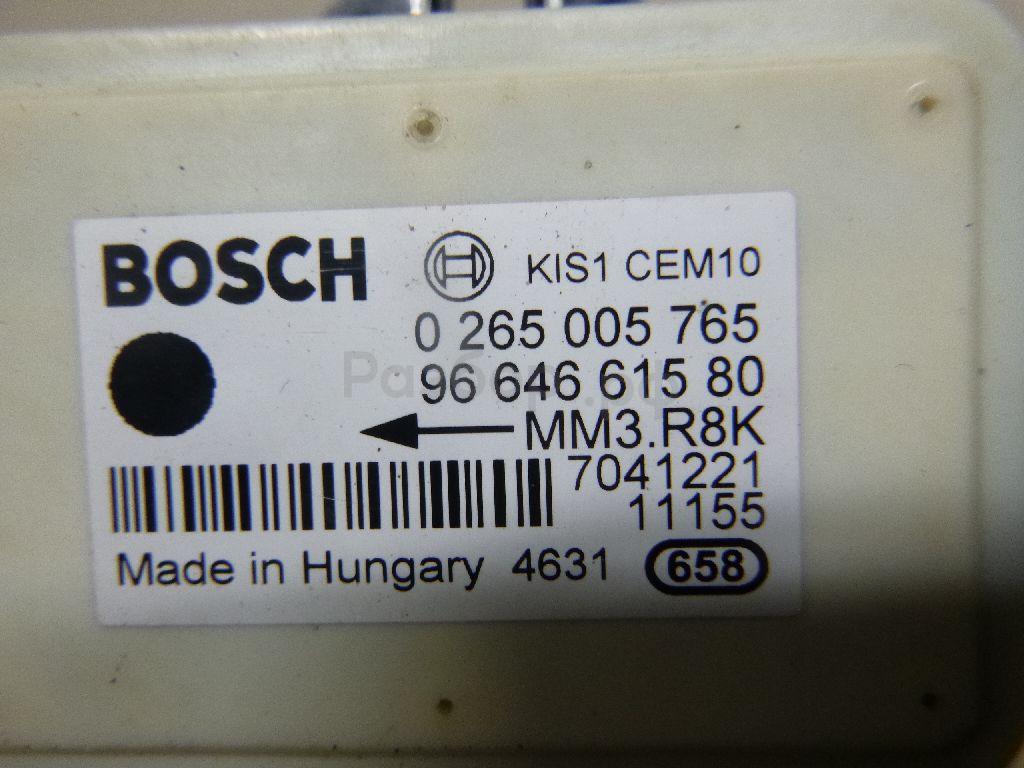 BOSCH KIS1 CEM10
0 265 005 765
96 646 615 80
MM3.R8K
7041221
11155
Made in Hungary 4631 658